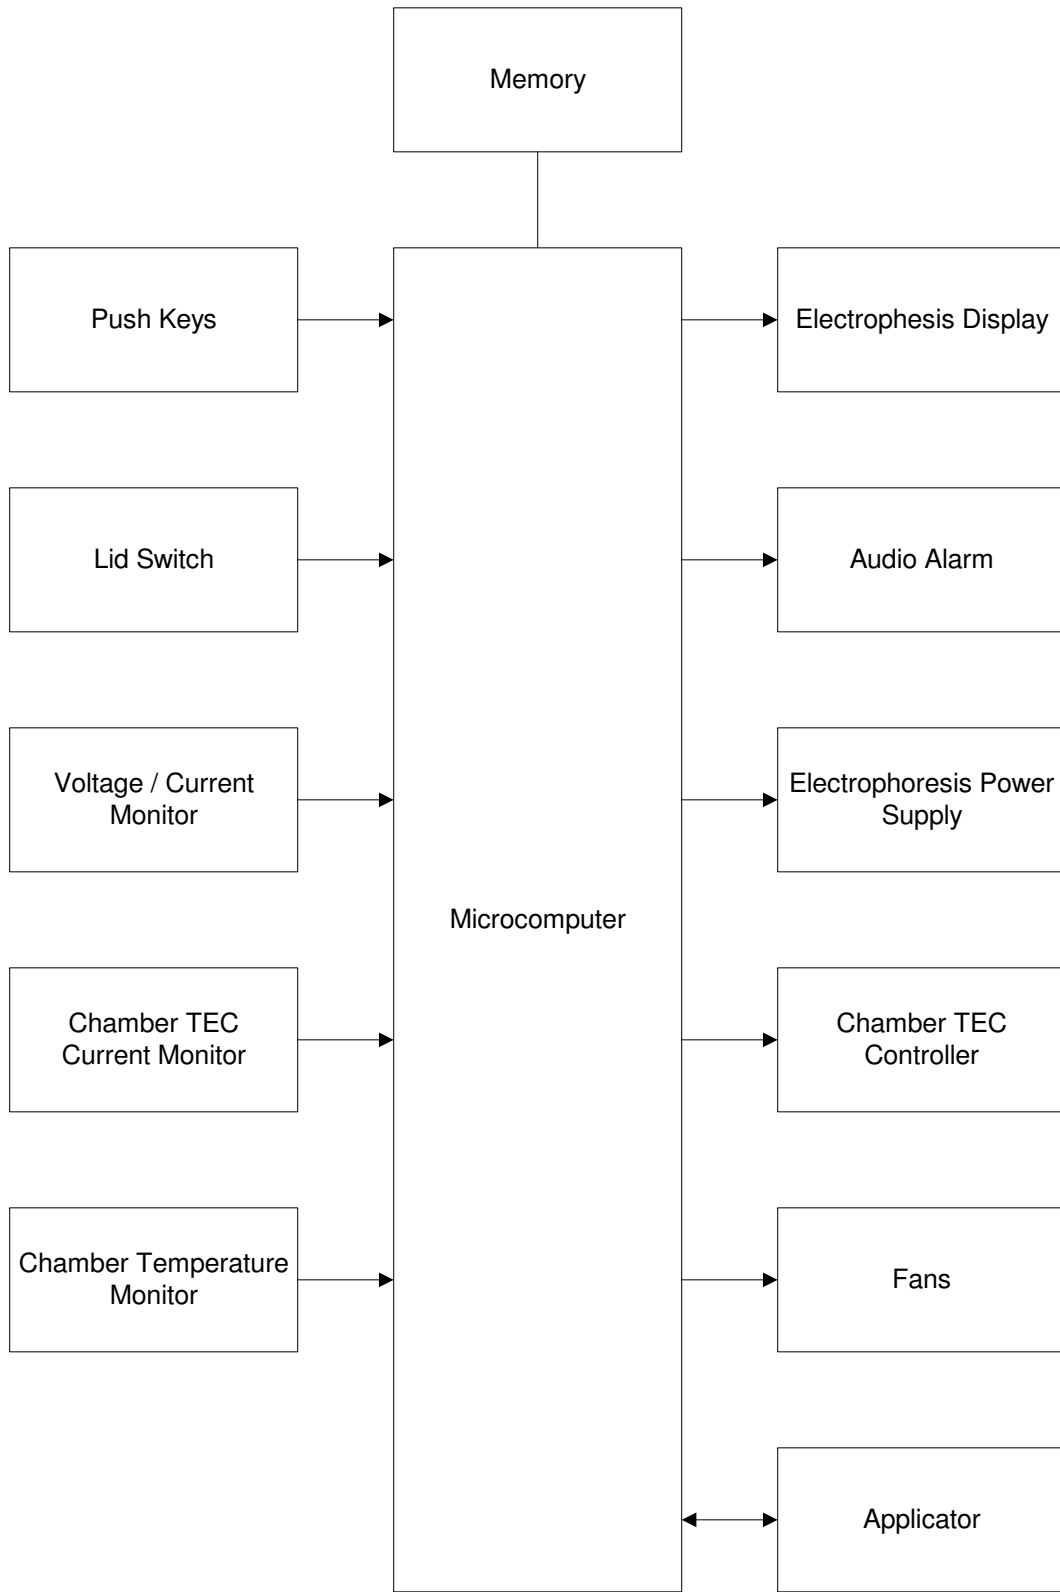 Memory
Push Keys
Electrophesis Display
Lid Switch
Audio Alarm
Voltage / Current
Monitor
Electrophoresis Power
Supply
Microcomputer
Chamber TEC
Current Monitor
Chamber TEC
Controller
Chamber Temperature
Monitor
Fans
Applicator